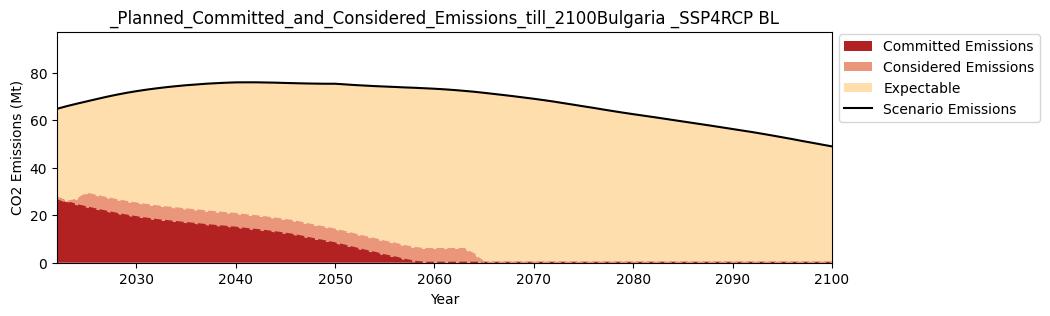 _Planned_Committed_and_Considered_Emissions_till_2100Bulgaria _SSP4RCP BL
Committed Emissions
Considered Emissions
Expectable
Scenario Emissions
CO2 Emissions (Mt)
80
60
40
20
0
2030 2040 2050 2060 2070 2080 2090 2100
Year